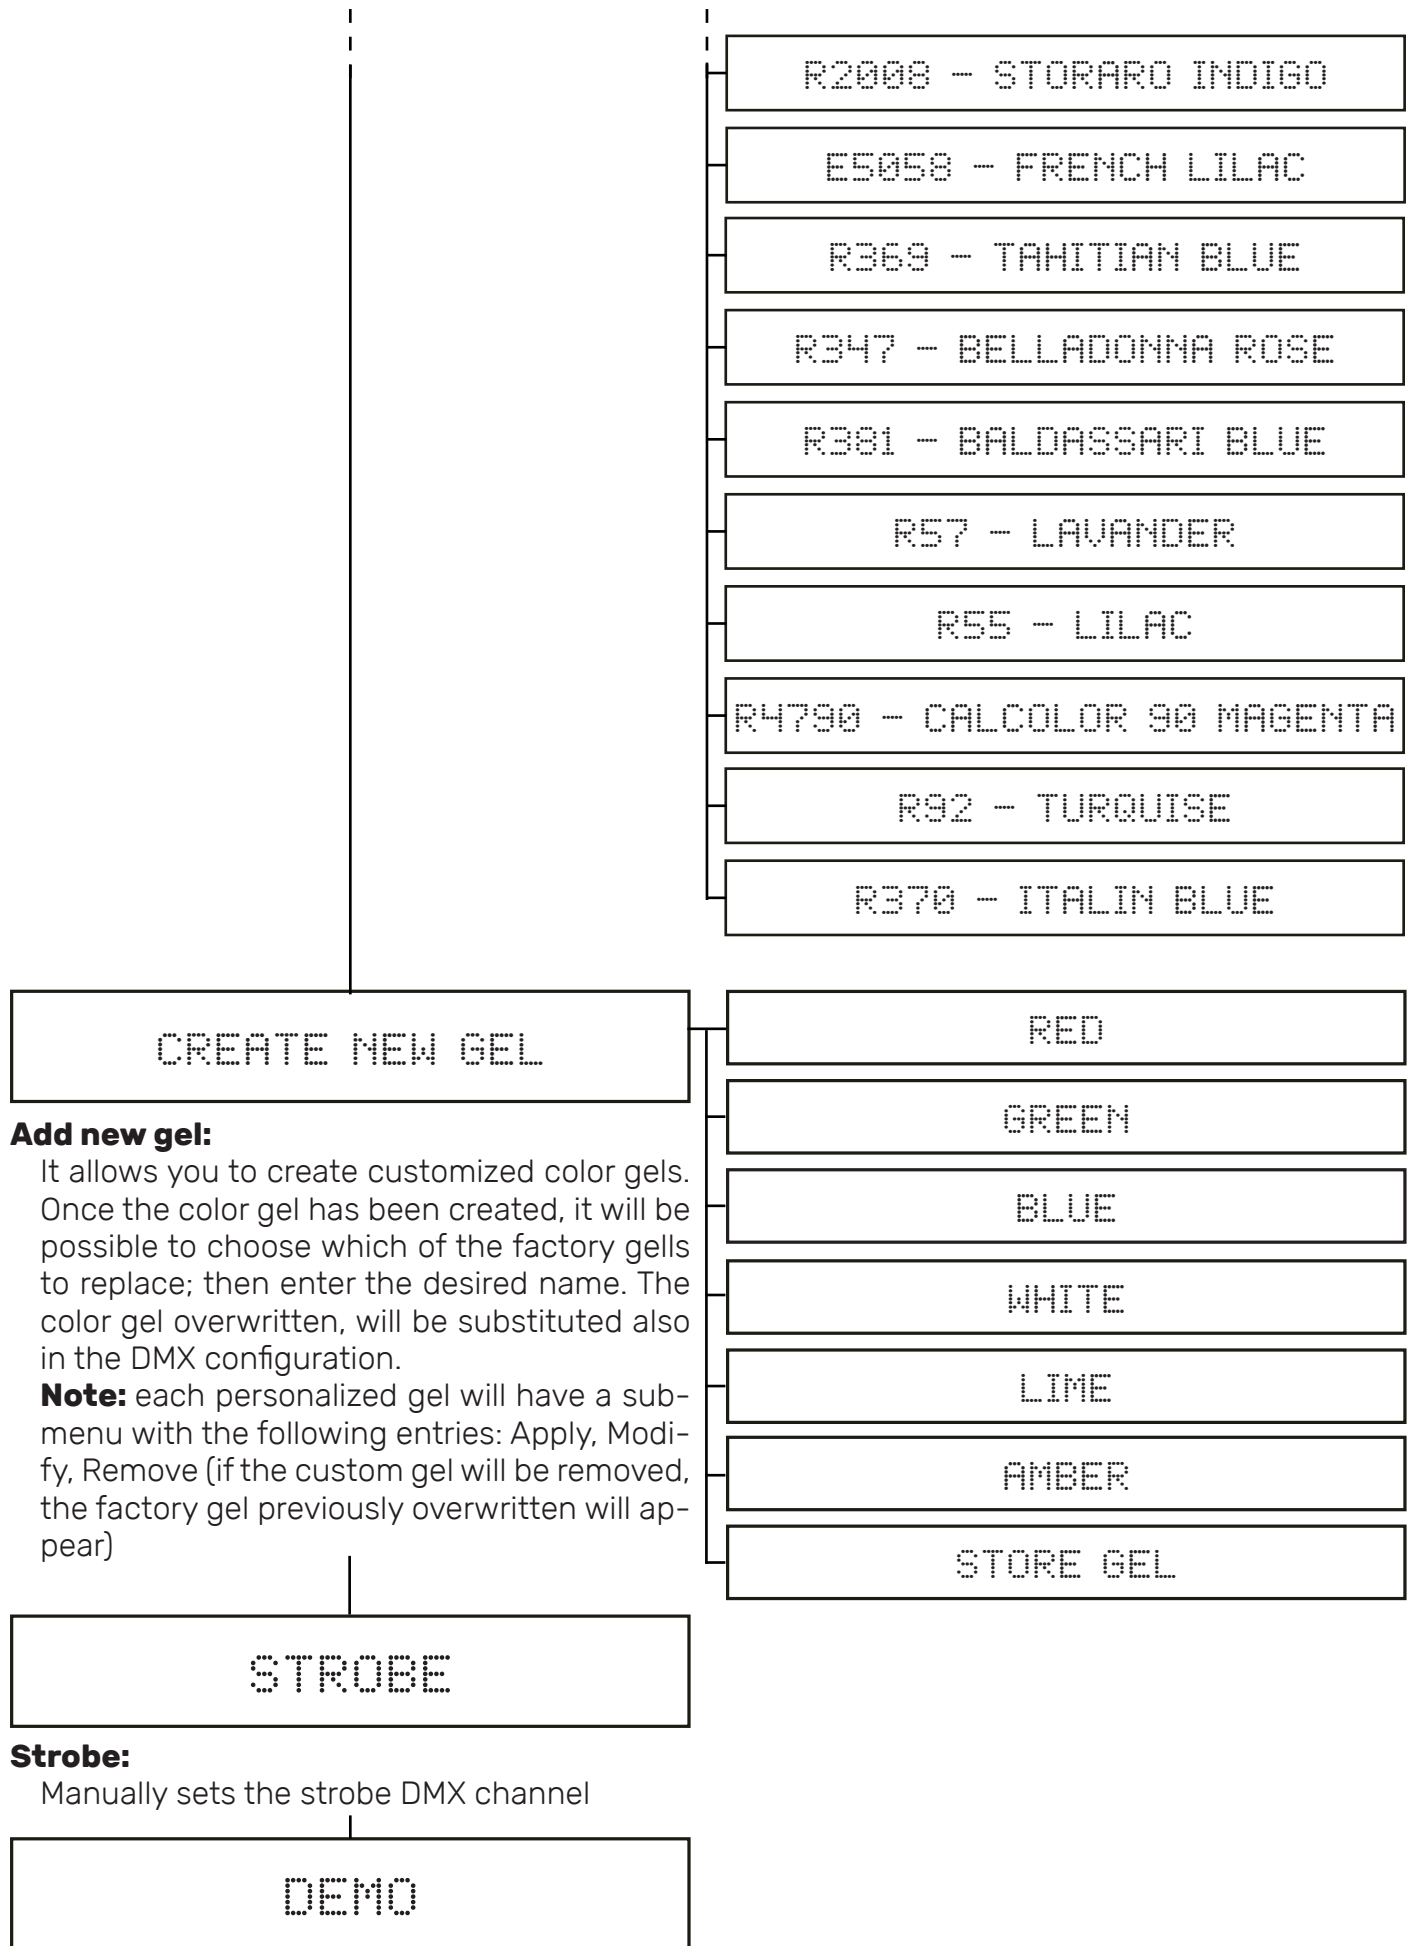 R2008 - STORARO INDIGO
E5058 - FRENCH LILAC
R369 - TAHITIAN BLUE
R347 - BELLADONNA ROSE
R381 - BALDASSARI BLUE
R57 - LAVANDER
R55 - LILAC
R4790 - CALCOLOR 90 MAGENTA
R92 - TURQUISE
R370 - ITALIN BLUE
CREATE NEW GEL
Add new gel:
It allows you to create customized color gels.
Once the color gel has been created, it will be
possible to choose which of the factory gells
to replace; then enter the desired name. The
color gel overwritten, will be substituted also
in the DMX configuration.
Note: each personalized gel will have a sub-
menu with the following entries: Apply, Modi-
fy, Remove (if the custom gel will be removed,
the factory gel previously overwritten will ap-
pear)
RED
GREEN
BLUE
WHITE
LIME
AMBER
STORE GEL
STROBE
Strobe:
Manually sets the strobe DMX channel
DEMO